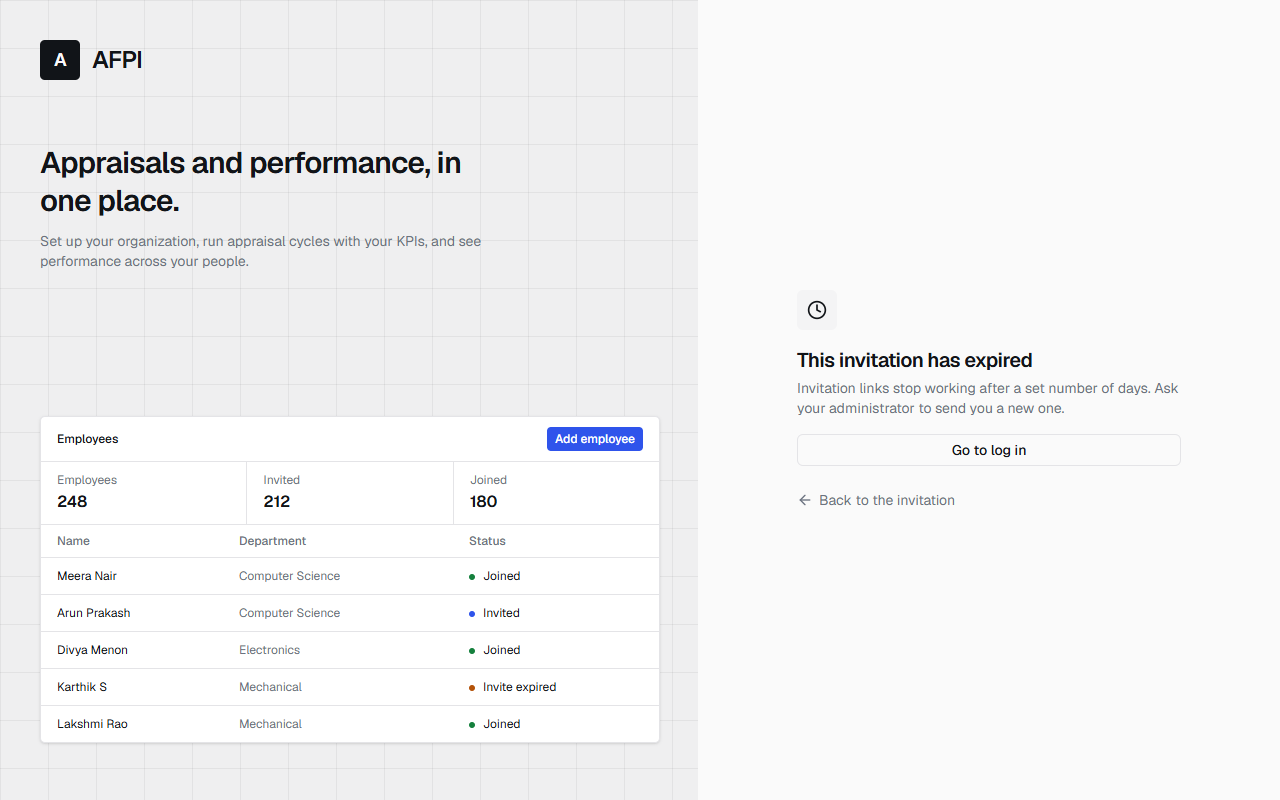 A AFPI
Appraisals and performance, in
one place.
Set up your organization, run appraisal cycles with your KPIs, and see
performance across your people.
Employees Add employee
Employees Invited Joined
248 212 180
Name Department Status
Meera Nair Computer Science Joined
Arun Prakash Computer Science Invited
Divya Menon Electronics Joined
Karthik S Mechanical Invite expired
Lakshmi Rao Mechanical Joined
This invitation has expired
Invitation links stop working after a set number of days. Ask
your administrator to send you a new one.
Go to log in
Back to the invitation